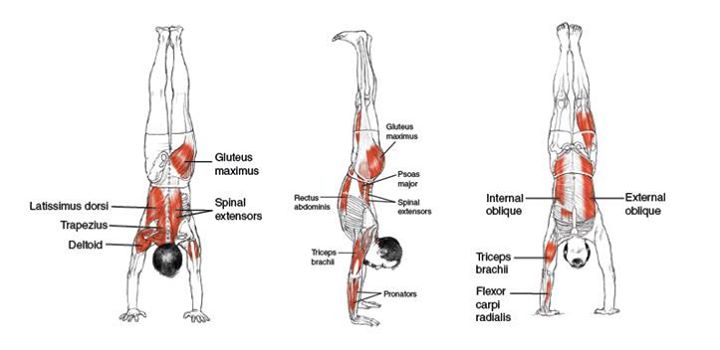 Gluteus
maximus
Latissimus dorsi
Spinal
extensors
Trapezius
Deltoid
Gluteus
maximus
Psoas
major
Rectus
abdominis
Spinal
extensors
Triceps
brachii
Pronators
Internal
oblique
External
oblique
Triceps
brachii
Flexor
carpi
radialis